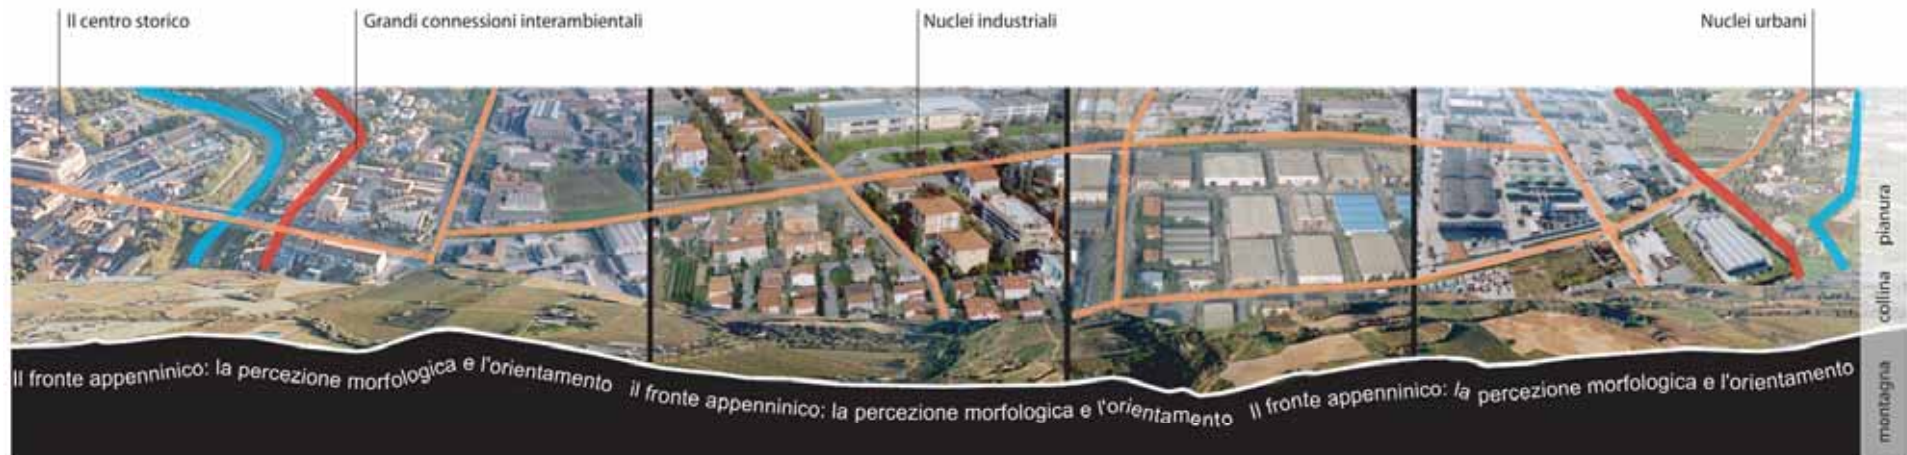 Il centro storico
Grandi connessioni interambientali
Nuclei industriali
Nuclei urbani
pianura
collina
montagna
Il fronte appenninico: la percezione morfologica e l'orientamento
il fronte appenninico: la percezione morfologica e l'orientamento
Il fronte appenninico: la percezione morfologica e l'orientamento